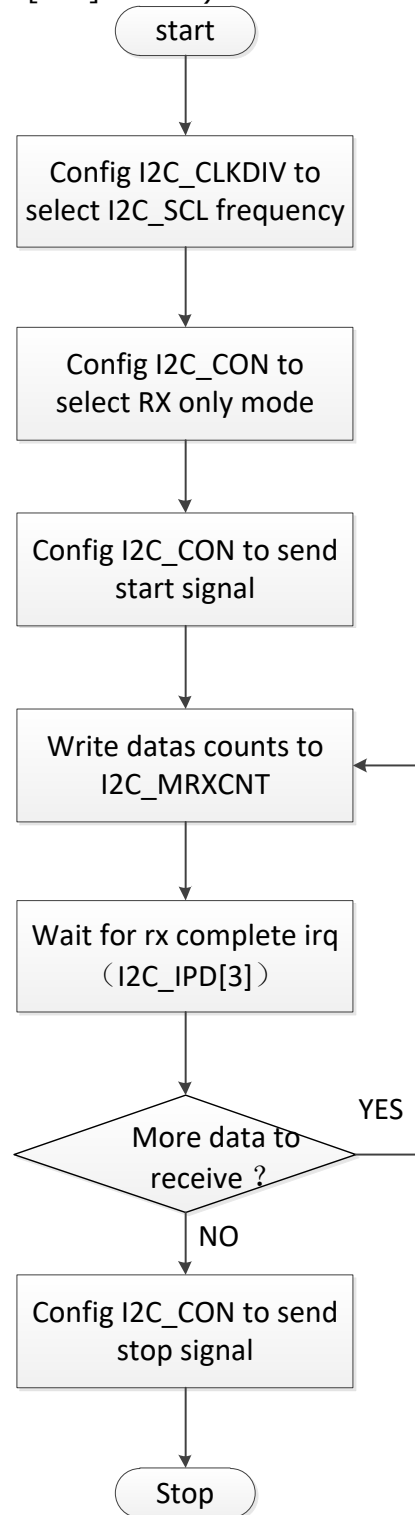 start
Config I2C_CLKDIV to
select I2C_SCL frequency
Config I2C_CON to
select RX only mode
Config I2C_CON to send
start signal
Write datas counts to
I2C_MRXCNT
Wait for rx complete irq
（I2C_IPD[3]）
More data to
receive ？
YES
NO
Config I2C_CON to send
stop signal
Stop